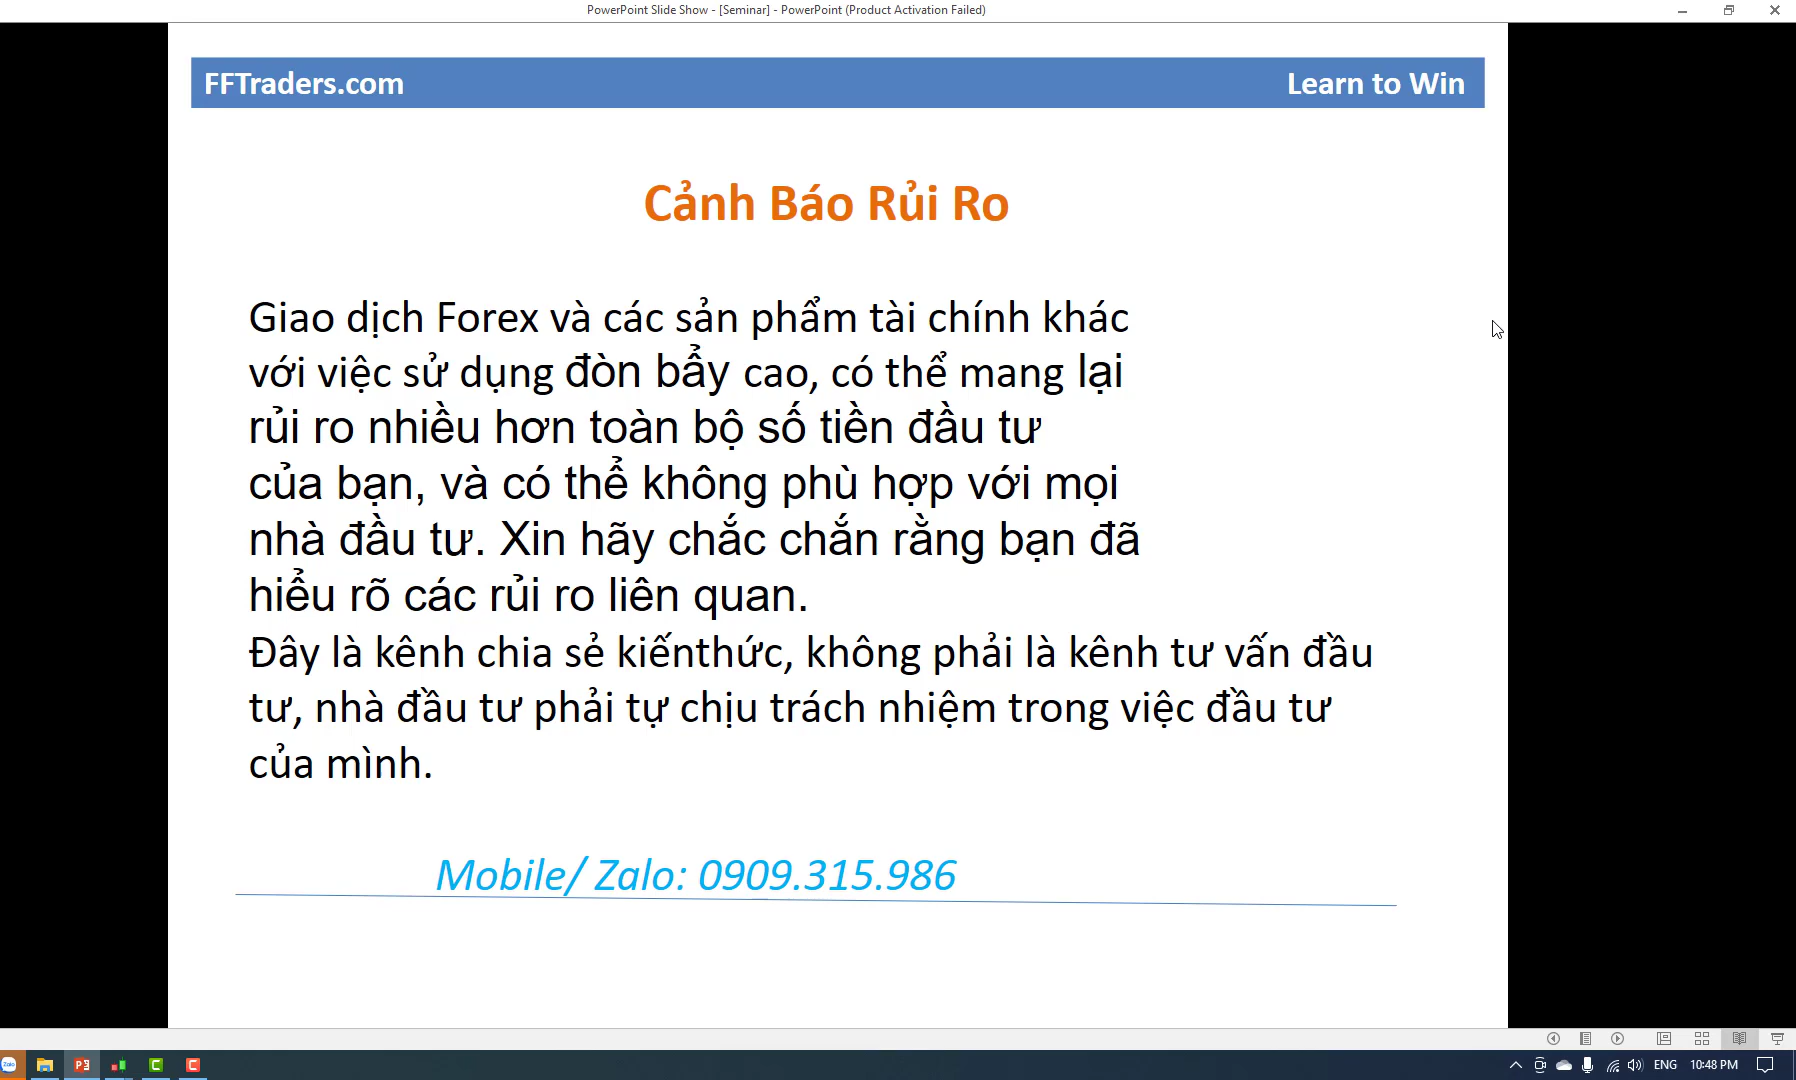 PowerPoint Slide Show - [Seminar] - PowerPoint (Product Activation Failed)
FFTraders.com Learn to Win
Cảnh Báo Rủi Ro
Giao dịch Forex và các sản phẩm tài chính khác
với việc sử dụng đòn bẩy cao, có thể mang lại
rủi ro nhiều hơn toàn bộ số tiền đầu tư
của bạn, và có thể không phù hợp với mọi
nhà đầu tư. Xin hãy chắc chắn rằng bạn đã
hiểu rõ các rủi ro liên quan.
Đây là kênh chia sẻ kiếnthức, không phải là kênh tư vấn đầu
tư, nhà đầu tư phải tự chịu trách nhiệm trong việc đầu tư
của mình.
Mobile/ Zalo: 0909.315.986
Zalo ENG 10:48 PM